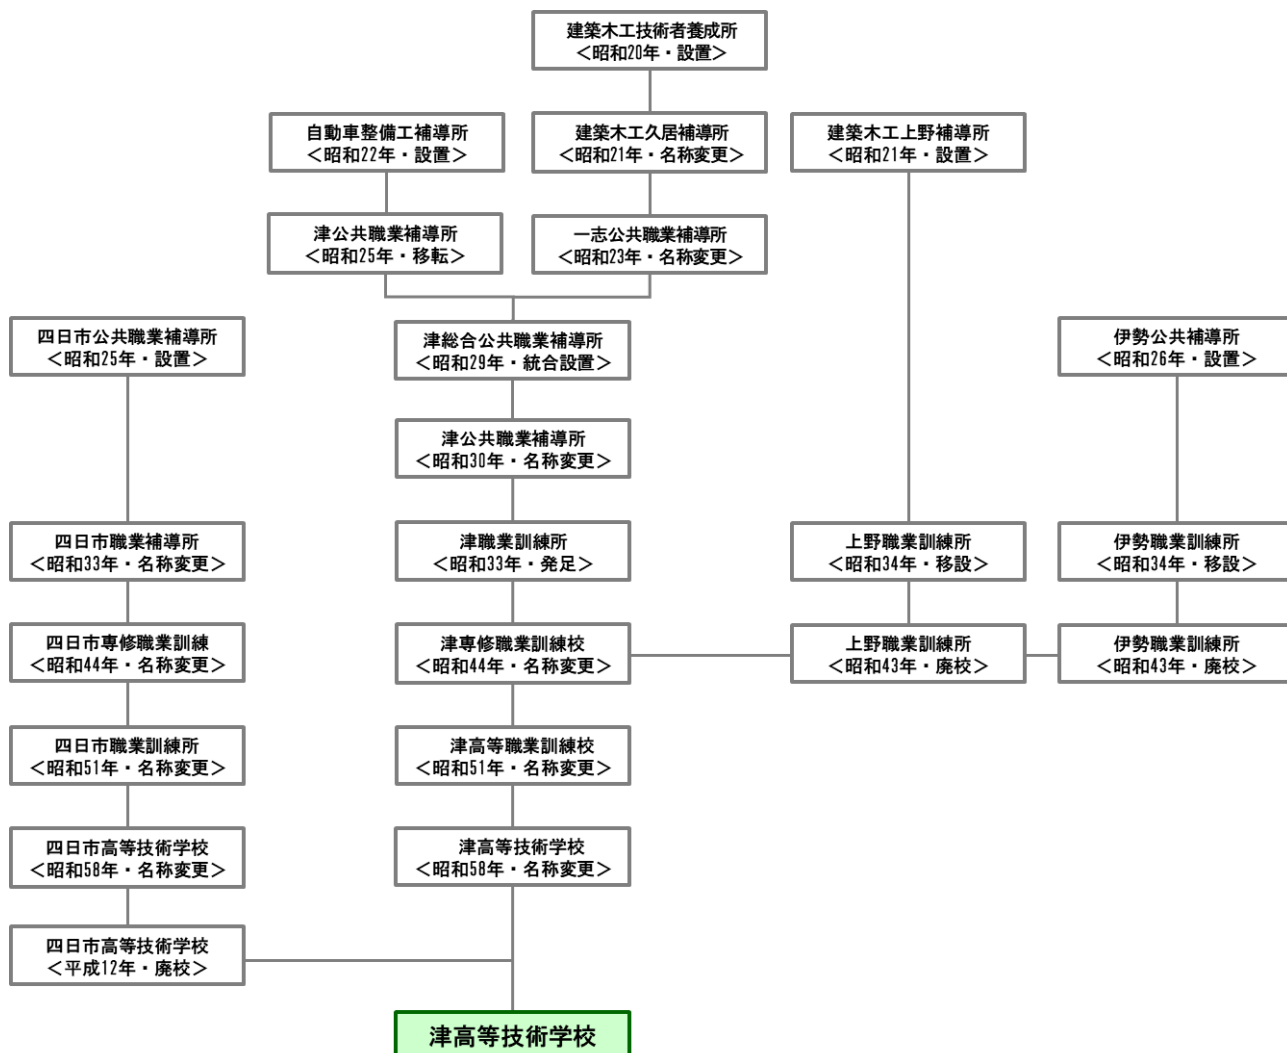 建築木工技術者養成所
＜昭和20年・設置＞
自動車整備工補導所
＜昭和22年・設置＞
建築木工久居補導所
＜昭和21年・名称変更＞
建築木工上野補導所
＜昭和21年・設置＞
津公共職業補導所
＜昭和25年・移転＞
一志公共職業補導所
＜昭和23年・名称変更＞
四日市公共職業補導所
＜昭和25年・設置＞
津総合公共職業補導所
＜昭和29年・統合設置＞
伊勢公共補導所
＜昭和26年・設置＞
津公共職業補導所
＜昭和30年・名称変更＞
四日市職業補導所
＜昭和33年・名称変更＞
津職業訓練所
＜昭和33年・発足＞
上野職業訓練所
＜昭和34年・移設＞
伊勢職業訓練所
＜昭和34年・移設＞
四日市専修職業訓練
＜昭和44年・名称変更＞
津専修職業訓練校
＜昭和44年・名称変更＞
上野職業訓練所
＜昭和43年・廃校＞
伊勢職業訓練所
＜昭和43年・廃校＞
四日市職業訓練所
＜昭和51年・名称変更＞
津高等職業訓練校
＜昭和51年・名称変更＞
四日市高等技術学校
＜昭和58年・名称変更＞
津高等技術学校
＜昭和58年・名称変更＞
四日市高等技術学校
＜平成12年・廃校＞
津高等技術学校